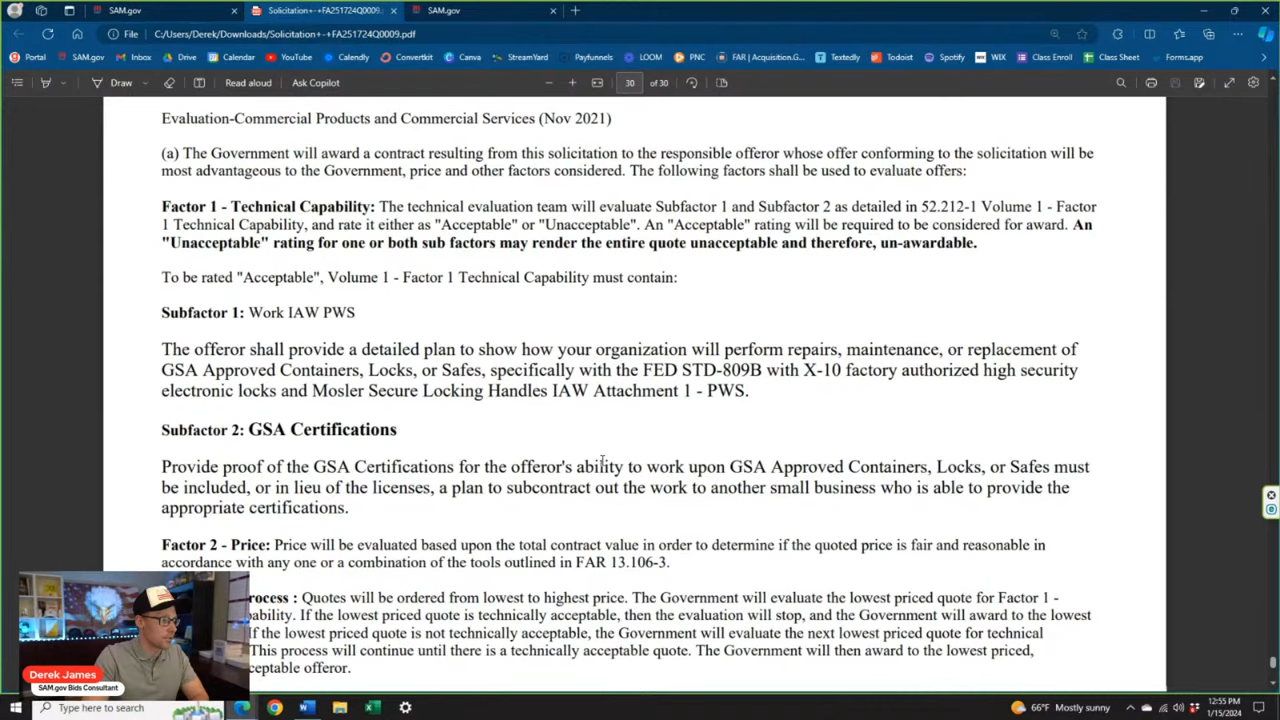 SAM.gov
Solicitation+-+FA251724Q0009.
SAM.gov
File
C:/Users/Derek/Downloads/Solicitation+-+FA251724Q0009.pdf
Portal SAM.gov Inbox Drive Calendar YouTube Calendly Convertkit Canva StreamYard Payfunnels LOOM PNC FAR | Acquisition.G... Textedly Todoist Spotify WIX Class Enroll Class Sheet Forms.app
Draw Read aloud Ask Copilot 30 of 30
Evaluation-Commercial Products and Commercial Services (Nov 2021)
(a) The Government will award a contract resulting from this solicitation to the responsible offeror whose offer conforming to the solicitation will be
most advantageous to the Government, price and other factors considered. The following factors shall be used to evaluate offers:
Factor 1 - Technical Capability: The technical evaluation team will evaluate Subfactor 1 and Subfactor 2 as detailed in 52.212-1 Volume 1 - Factor
1 Technical Capability, and rate it either as "Acceptable" or "Unacceptable". An "Acceptable" rating will be required to be considered for award. An
"Unacceptable" rating for one or both sub factors may render the entire quote unacceptable and therefore, un-awardable.
To be rated "Acceptable", Volume 1 - Factor 1 Technical Capability must contain:
Subfactor 1: Work IAW PWS
The offeror shall provide a detailed plan to show how your organization will perform repairs, maintenance, or replacement of
GSA Approved Containers, Locks, or Safes, specifically with the FED STD-809B with X-10 factory authorized high security
electronic locks and Mosler Secure Locking Handles IAW Attachment 1 - PWS.
Subfactor 2: GSA Certifications
Provide proof of the GSA Certifications for the offeror's ability to work upon GSA Approved Containers, Locks, or Safes must
be included, or in lieu of the licenses, a plan to subcontract out the work to another small business who is able to provide the
appropriate certifications.
Factor 2 - Price: Price will be evaluated based upon the total contract value in order to determine if the quoted price is fair and reasonable in
accordance with any one or a combination of the tools outlined in FAR 13.106-3.
rocess : Quotes will be ordered from lowest to highest price. The Government will evaluate the lowest priced quote for Factor 1 -
pability. If the lowest priced quote is technically acceptable, then the evaluation will stop, and the Government will award to the lowest
If the lowest priced quote is not technically acceptable, the Government will evaluate the next lowest priced quote for technical
This process will continue until there is a technically acceptable quote. The Government will then award to the lowest priced,
ceptable offeror.
Derek James
SAM.gov Bids Consultant
Type here to search
66°F Mostly sunny
12:55 PM
1/15/2024